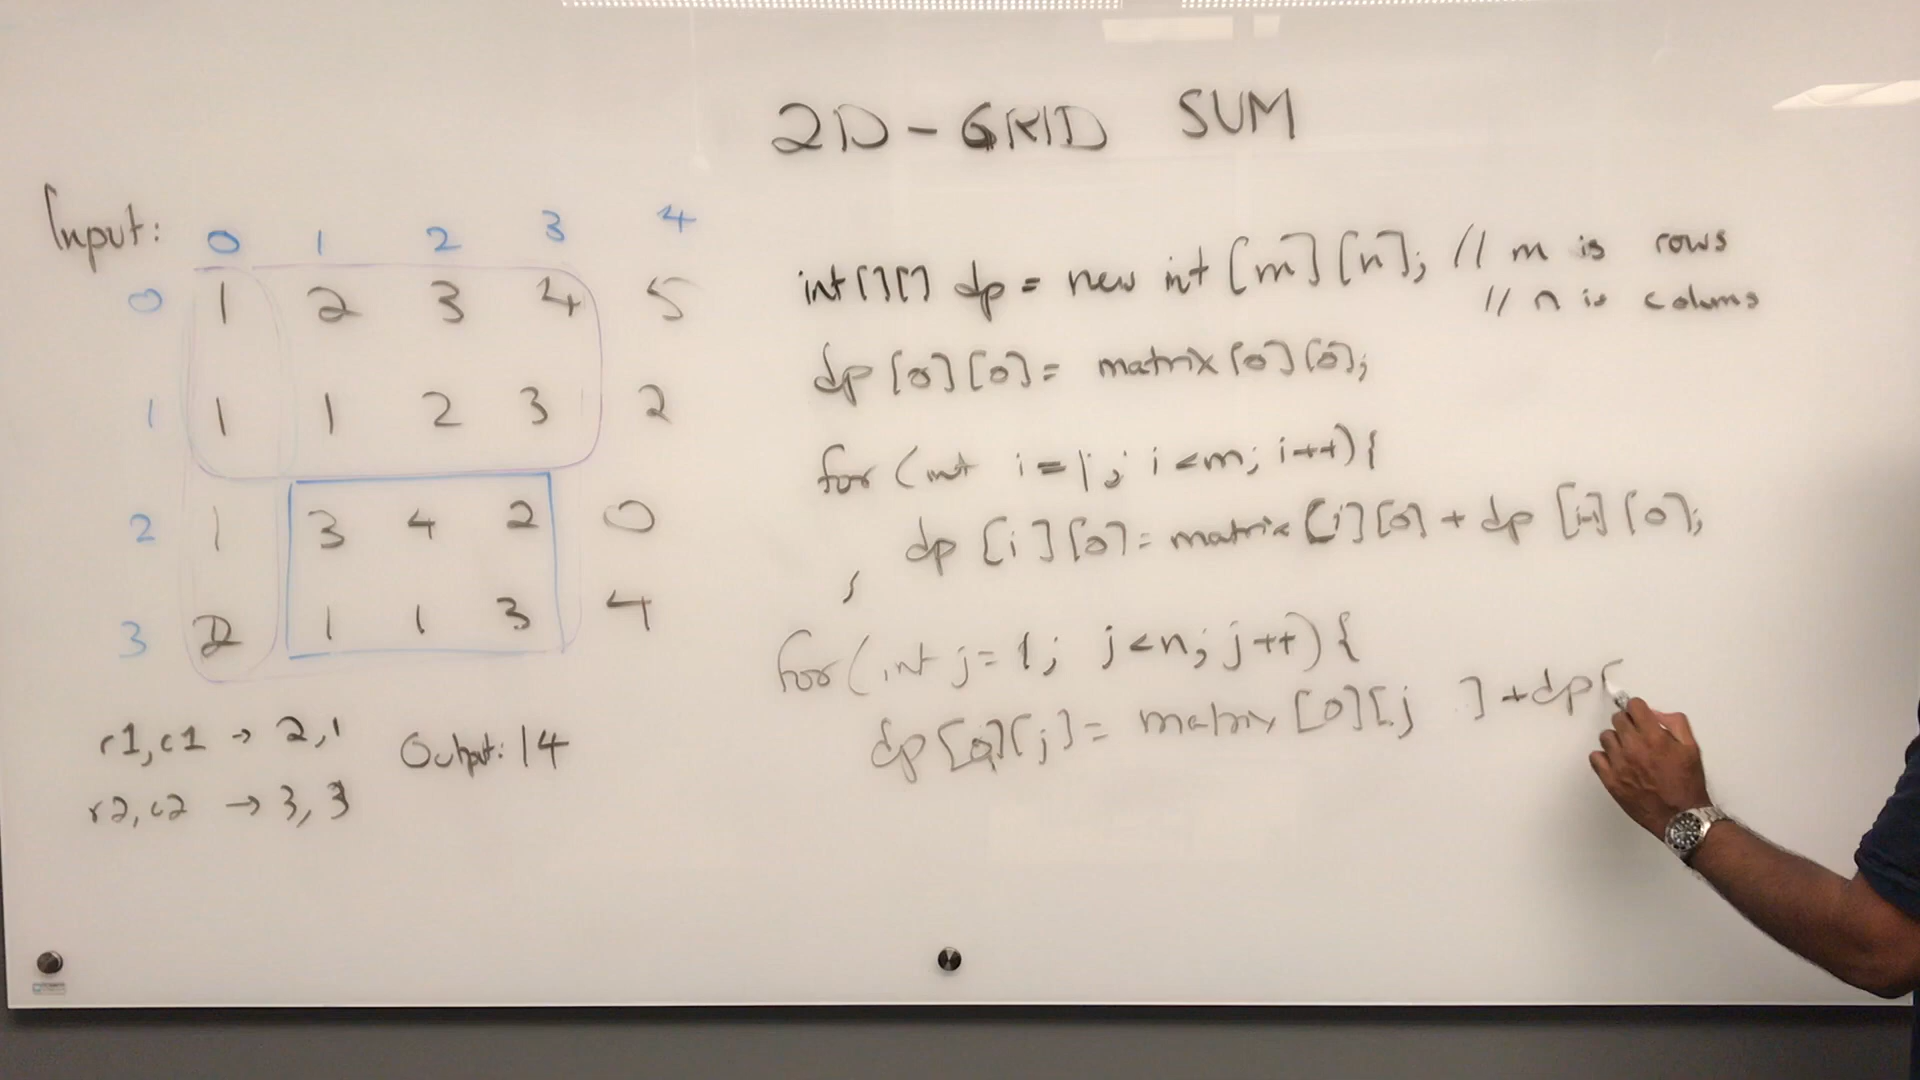 2D-GRID SUM
Input:
0 1 2 3 4
0 1 2 3 4 5
1 1 1 2 3 2
2 1 3 4 2 0
3 2 1 1 3 4
r1,c1 → 2,1
r2,c2 → 3,3
Output: 14
int[][] dp = new int[m][n]; // m is rows
// n is colums
dp[0][0] = matrix[0][0];
for (int i=1; i<m; i++){
dp[i][0] = matrix[i][0] + dp[i-1][0];
}
for (int j=1; j<n; j++){
dp[0][j] = matrix[0][j ] + dp[